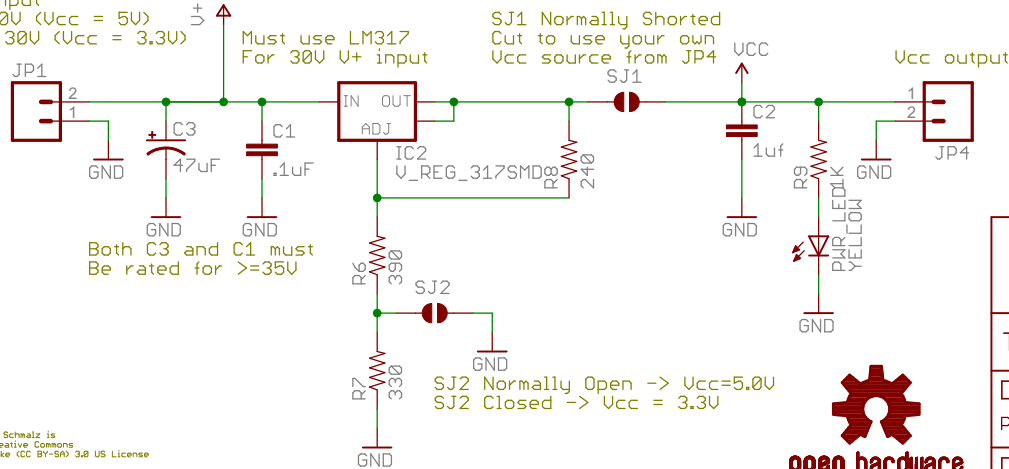 0V (Vcc = 5V)
30V (Vcc = 3.3V)
V+
Must use LM317
For 30V V+ input
SJ1 Normally Shorted
Cut to use your own
Vcc source from JP4
VCC
Vcc output
JP1
2
1
GND
C3
47uF
GND
C1
.1uF
GND
Both C3 and C1 must
Be rated for >=35V
IN OUT
ADJ
IC2
V_REG_317SMD
R8
240
SJ1
C2
1uf
GND
R9
1K
PWR_LED
YELLOW
GND
1
2
JP4
GND
R6
390
SJ2
GND
R7
330
GND
SJ2 Normally Open -> Vcc=5.0V
SJ2 Closed -> Vcc = 3.3V
Schmalz is
eative Commons
ke (CC BY-SA) 3.0 US License
open hardware